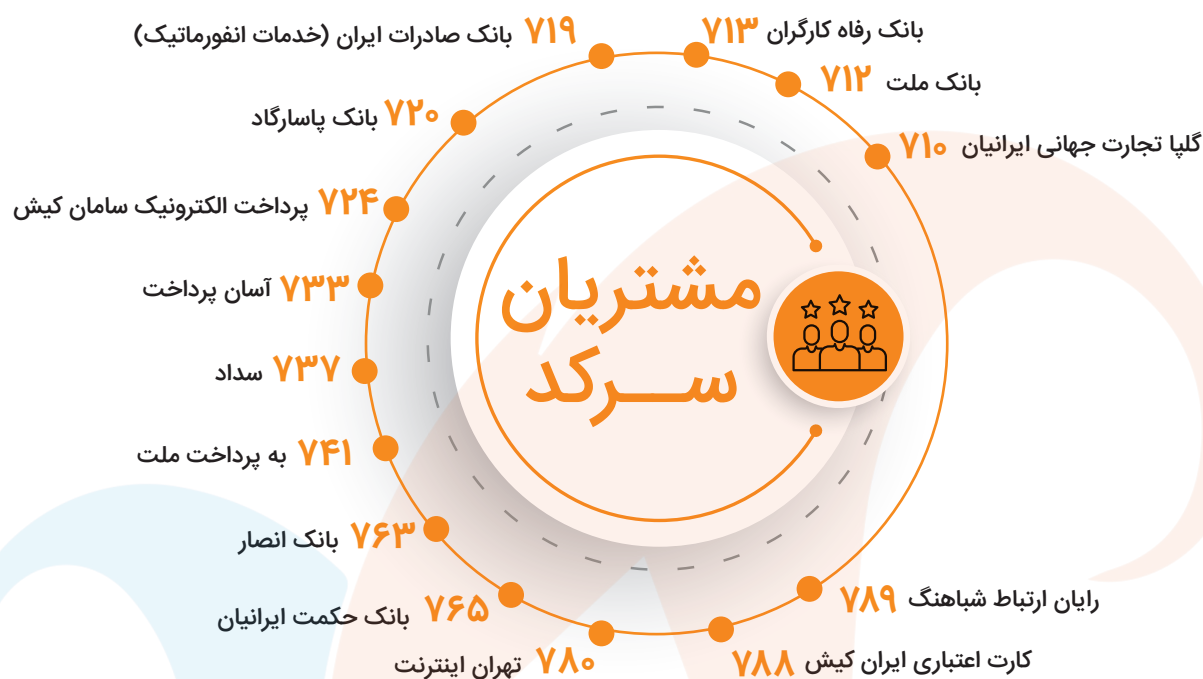 مشتریان
ســرکد
گلپا تجارت جهانی ایرانیان ۷۱۰
بانک ملت ۷۱۲
بانک رفاه کارگران ۷۱۳
۷۱۹ بانک صادرات ایران (خدمات انفورماتیک)
۷۲۰ بانک پاسارگاد
۷۲۴ پرداخت الکترونیک سامان کیش
۷۳۳ آسان پرداخت
۷۳۷ سداد
۷۴۱ به پرداخت ملت
۷۶۳ بانک انصار
۷۶۵ بانک حکمت ایرانیان
۷۸۰ تهران اینترنت
کارت اعتباری ایران کیش ۷۸۸
رایان ارتباط شباهنگ ۷۸۹